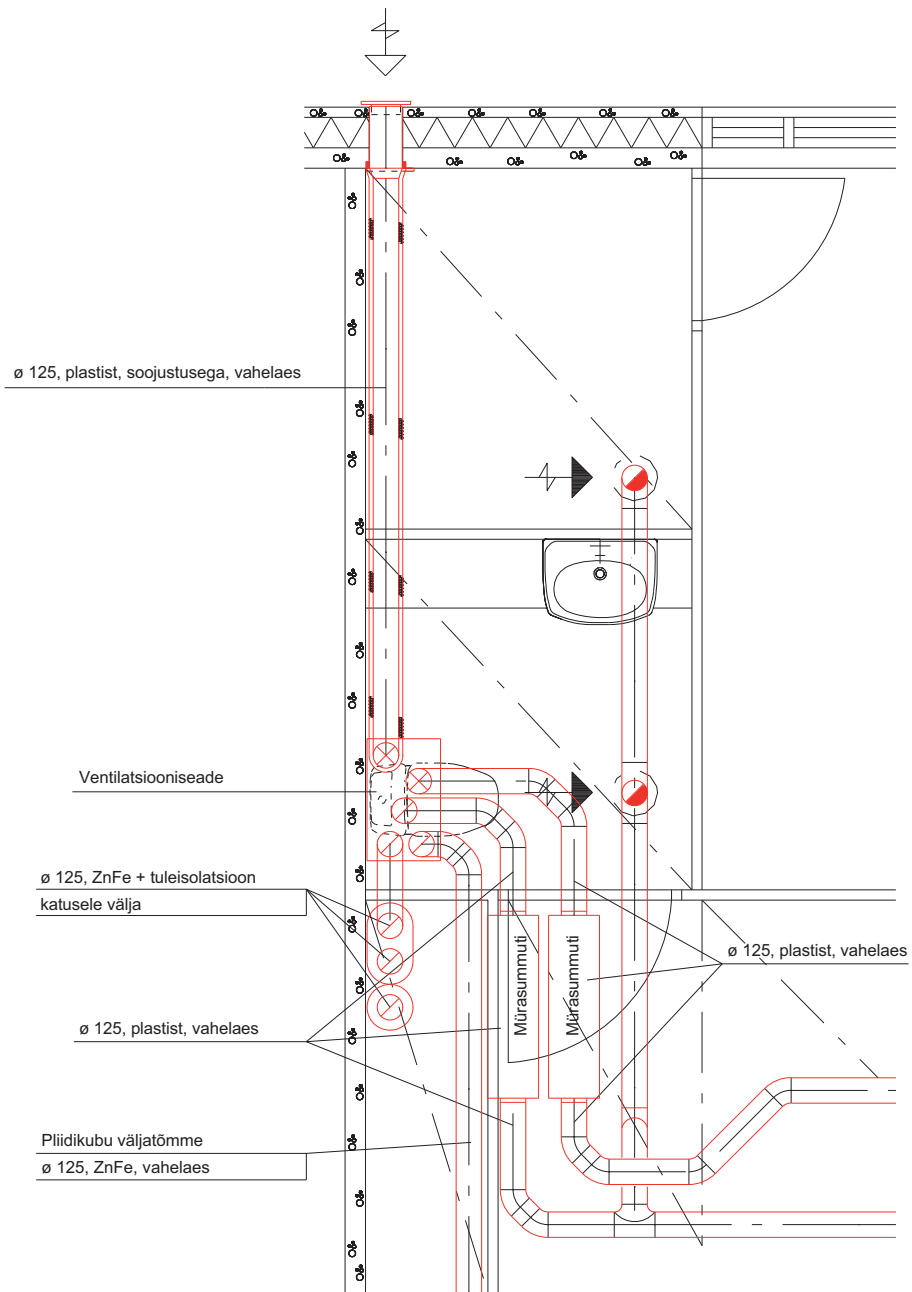 ø 125, plastist, soojustusega, vahelaes
Ventilatsiooniseade
ø 125, ZnFe + tuleisolatsioon
katusele välja
Mürasummuti
Mürasummuti
ø 125, plastist, vahelaes
ø 125, plastist, vahelaes
Pliidikubu väljatõmme
ø 125, ZnFe, vahelaes